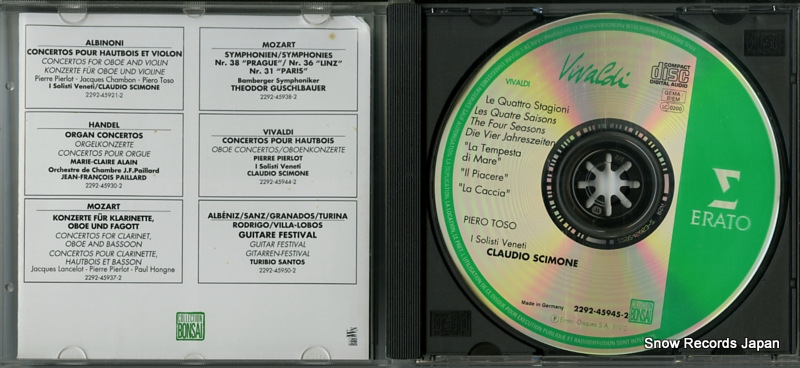 ALBINONI
CONCERTOS POUR HAUTBOIS ET VIOLON
CONCERTOS FOR OBOE AND VIOLIN
KONZERTE FÜR OBOE UND VIOLINE
Pierre Pierlot - Jacques Chambon - Piero Toso
I Solisti Veneti/CLAUDIO SCIMONE
2292-45921-2
HANDEL
ORGAN CONCERTOS
ORGELKONZERTE
CONCERTOS POUR ORGUE
MARIE-CLAIRE ALAIN
Orchestre de Chambre J.F.Paillard
JEAN-FRANÇOIS PAILLARD
2292-45930-2
MOZART
KONZERTE FÜR KLARINETTE,
OBOE UND FAGOTT
CONCERTOS FOR CLARINET,
OBOE AND BASSOON
CONCERTOS POUR CLARINETTE,
HAUTBOIS ET BASSON
Jacques Lancelot - Pierre Pierlot - Paul Hongne
2292-45937-2
MOZART
SYMPHONIEN/SYMPHONIES
Nr. 38 "PRAGUE"/ Nr. 36 "LINZ"
Nr. 31 "PARIS"
Bamberger Symphoniker
THEODOR GUSCHLBAUER
2292-45938-2
VIVALDI
CONCERTOS POUR HAUTBOIS
OBOE CONCERTOS/OBOENKONZERTE
PIERRE PIERLOT
I Solisti Veneti
CLAUDIO SCIMONE
2292-45944-2
ALBÉNIZ/SANZ/GRANADOS/TURINA
RODRIGO/VILLA-LOBOS
GUITARE FESTIVAL
GUITAR FESTIVAL
GITARREN-FESTIVAL
TURIBIO SANTOS
2292-45950-2
COLLECTION
BONSAI
Vivaldi
COMPACT
disc
DIGITAL AUDIO
GEMA
BIEM
LC 0200
VIVALDI
Le Quattro Stagioni
Les Quatre Saisons
The Four Seasons
Die Vier Jahreszeiten
"La Tempesta
di Mare"
"Il Piacere"
"La Caccia"
ERATO
PIERO TOSO
I Solisti Veneti
CLAUDIO SCIMONE
Made in Germany
2292-45945-2
BONSAI
Snow Records Japan